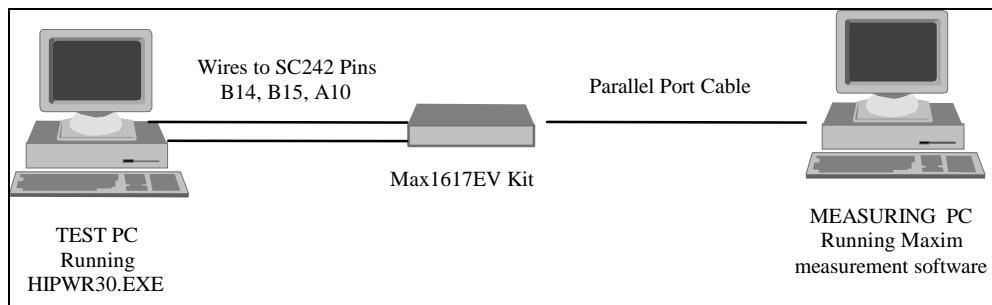 Wires to SC242 Pins
B14, B15, A10
Parallel Port Cable
Max1617EV Kit
TEST PC
Running
HIPWR30.EXE
MEASURING PC
Running Maxim
measurement software